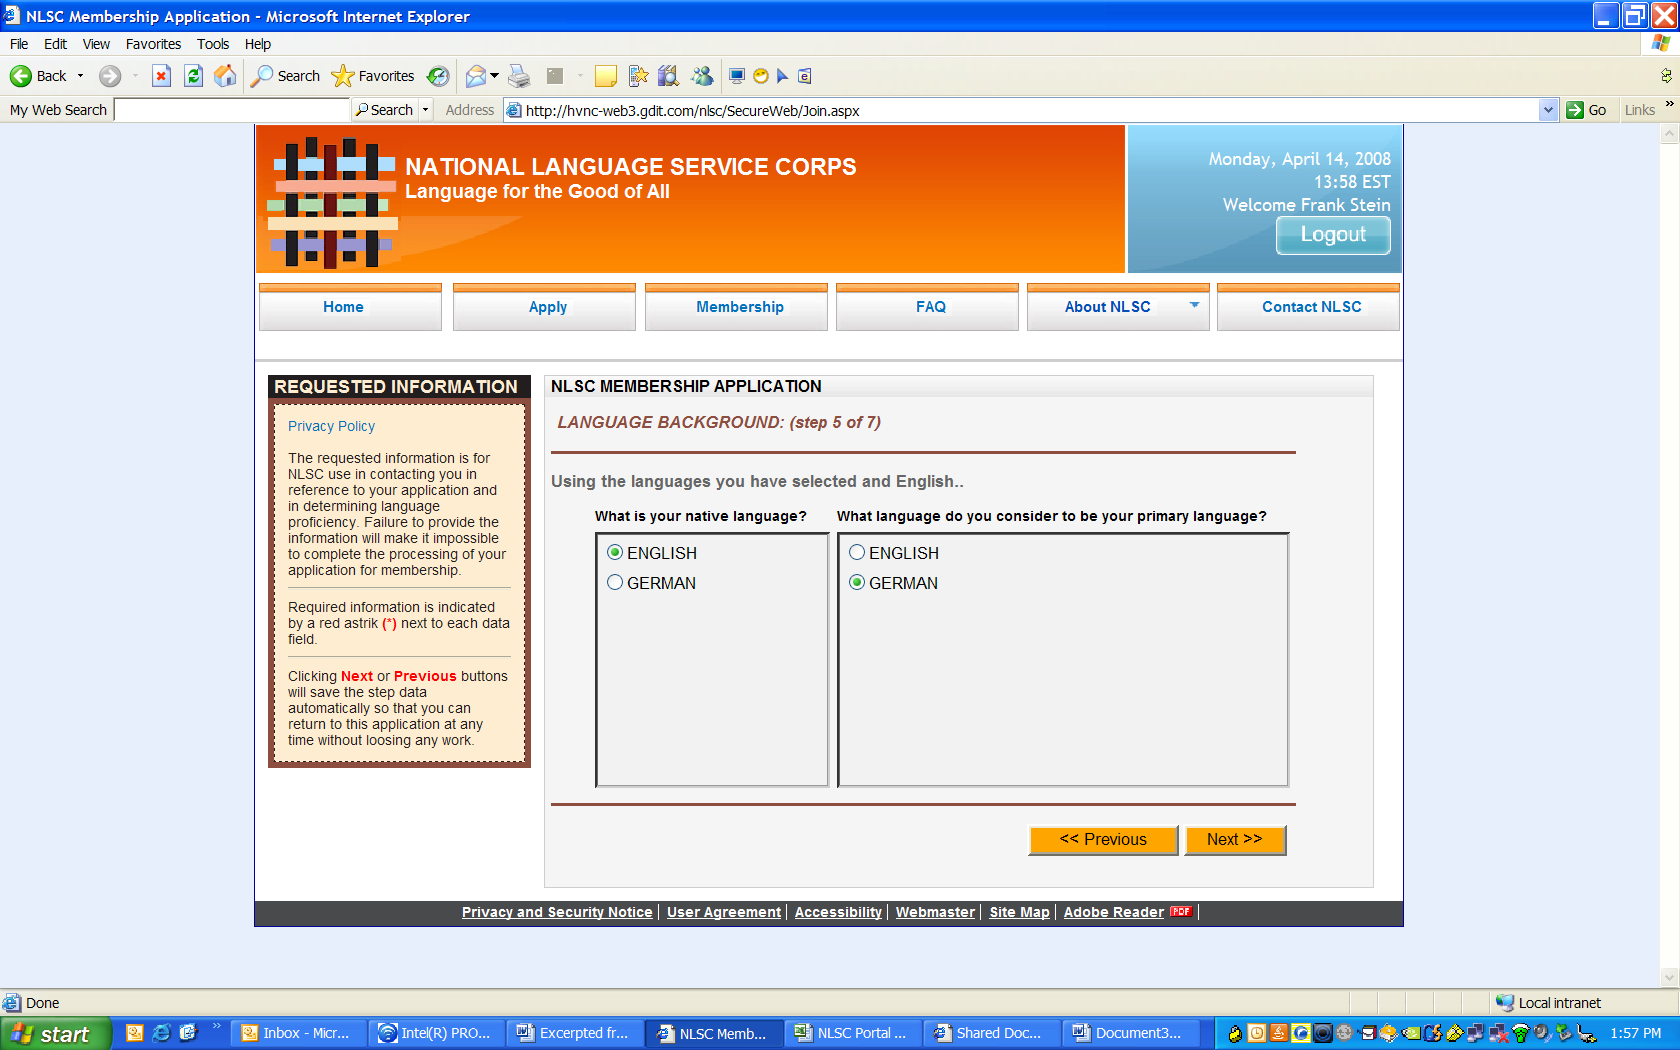 NLSC Membership Application - Microsoft Internet Explorer
File Edit View Favorites Tools Help
Back Search Favorites
My Web Search Search Address http://hvnc-web3.gdit.com/nlsc/SecureWeb/Join.aspx Go Links »
NATIONAL LANGUAGE SERVICE CORPS
Language for the Good of All
Monday, April 14, 2008
13:58 EST
Welcome Frank Stein
Logout
Home Apply Membership FAQ About NLSC Contact NLSC
REQUESTED INFORMATION
Privacy Policy
The requested information is for
NLSC use in contacting you in
reference to your application and
in determining language
proficiency. Failure to provide the
information will make it impossible
to complete the processing of your
application for membership.
Required information is indicated
by a red astrik (*) next to each data
field.
Clicking Next or Previous buttons
will save the step data
automatically so that you can
return to this application at any
time without loosing any work.
NLSC MEMBERSHIP APPLICATION
LANGUAGE BACKGROUND: (step 5 of 7)
Using the languages you have selected and English..
What is your native language? What language do you consider to be your primary language?
ENGLISH ENGLISH
GERMAN GERMAN
<< Previous Next >>
Privacy and Security Notice | User Agreement | Accessibility | Webmaster | Site Map | Adobe Reader PDF |
Done Local intranet
start » Inbox - Micr... Intel(R) PRO... Excerpted fr... NLSC Memb... NLSC Portal ... Shared Doc... Document3... 1:57 PM